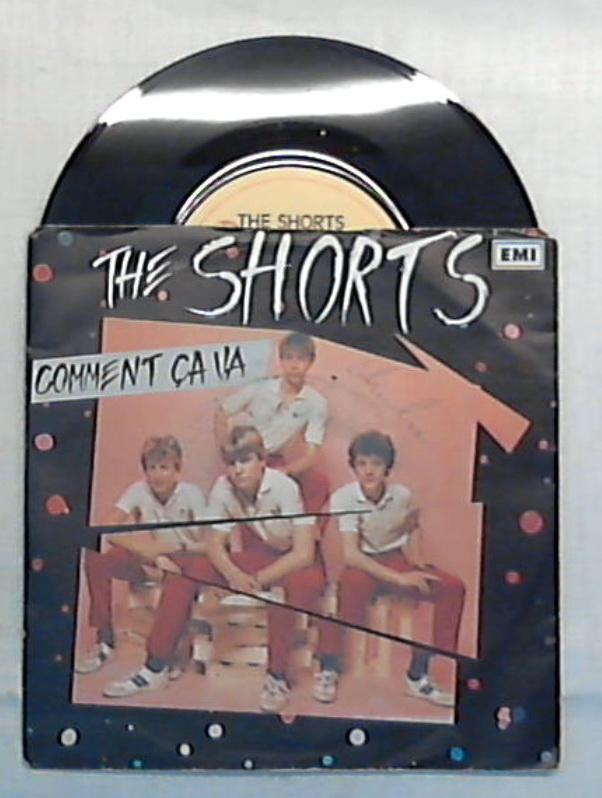 THE SHORTS
THE SHORTS
EMI
COMMENT ÇA VA